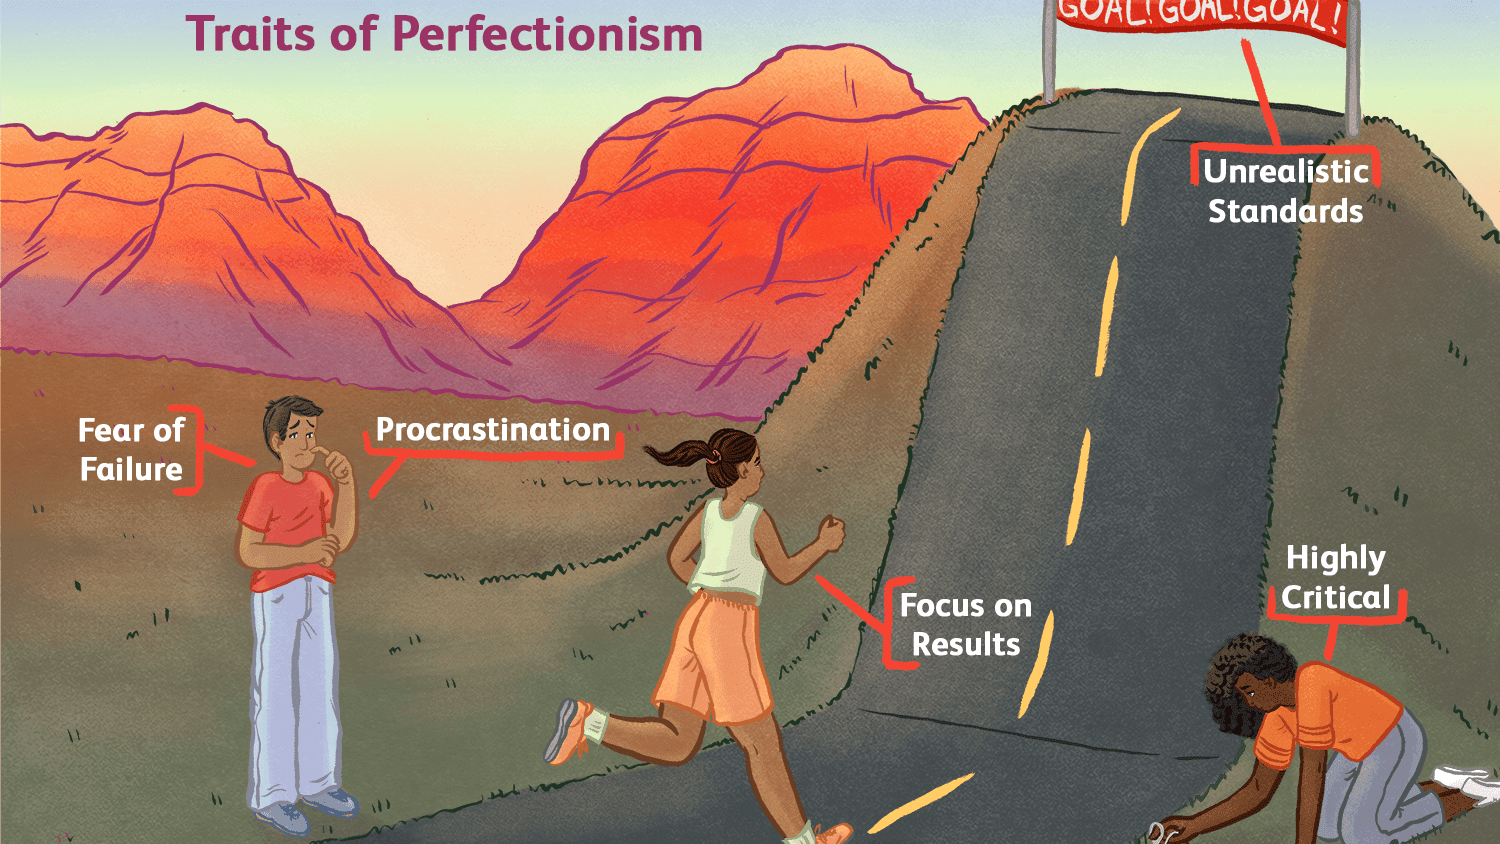 Traits of Perfectionism
GOAL! GOAL! GOAL!
Unrealistic
Standards
Fear of
Failure
Procrastination
Focus on
Results
Highly
Critical